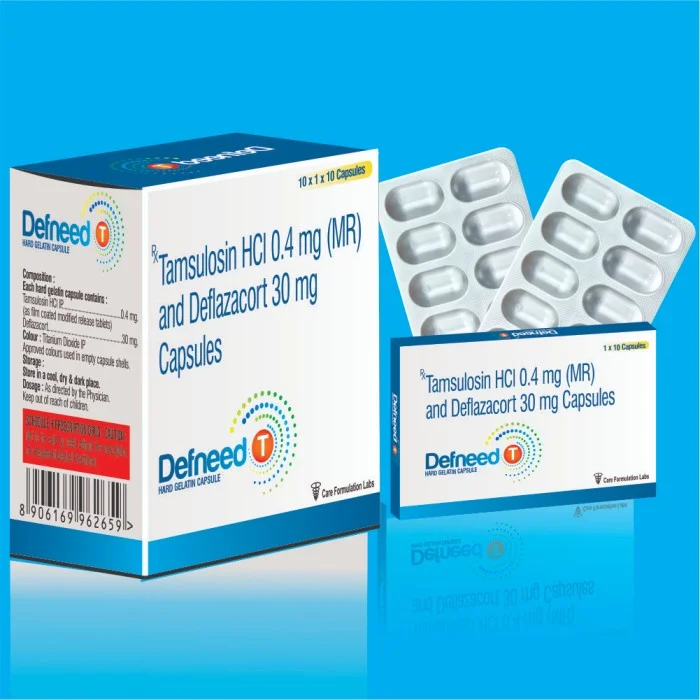 Defneed T
10 x 1 x 10 Capsules
Defneed T
HARD GELATIN CAPSULE
Composition :
Each hard gelatin capsule contains :
Tamsulosin HCl IP 0.4 mg.
(as film coated modified release tablets)
Deflazacort 30 mg.
Colour : Titanium Dioxide IP
Approved colours used in empty capsule shells.
Storage :
Store in a cool, dry & dark place.
Dosage : As directed by the Physician.
Keep out of reach of children.
8 906169 962659 >
Rx Tamsulosin HCl 0.4 mg (MR)
and Deflazacort 30 mg
Capsules
Defneed T
HARD GELATIN CAPSULE
1 x 10 Capsules
Rx Tamsulosin HCl 0.4 mg (MR)
and Deflazacort 30 mg Capsules
Defneed T
Defneed T
HARD GELATIN CAPSULE
Care Formulation Labs